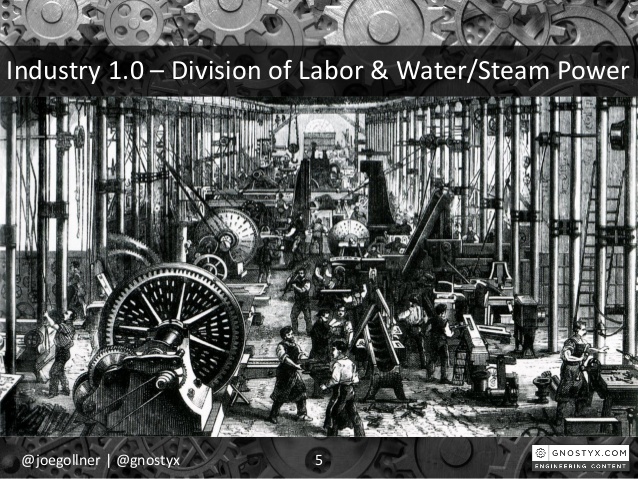 Industry 1.0 – Division of Labor & Water/Steam Power
@joegollner | @gnostyx
5
GNOSTYX.COM
ENGINEERING CONTENT